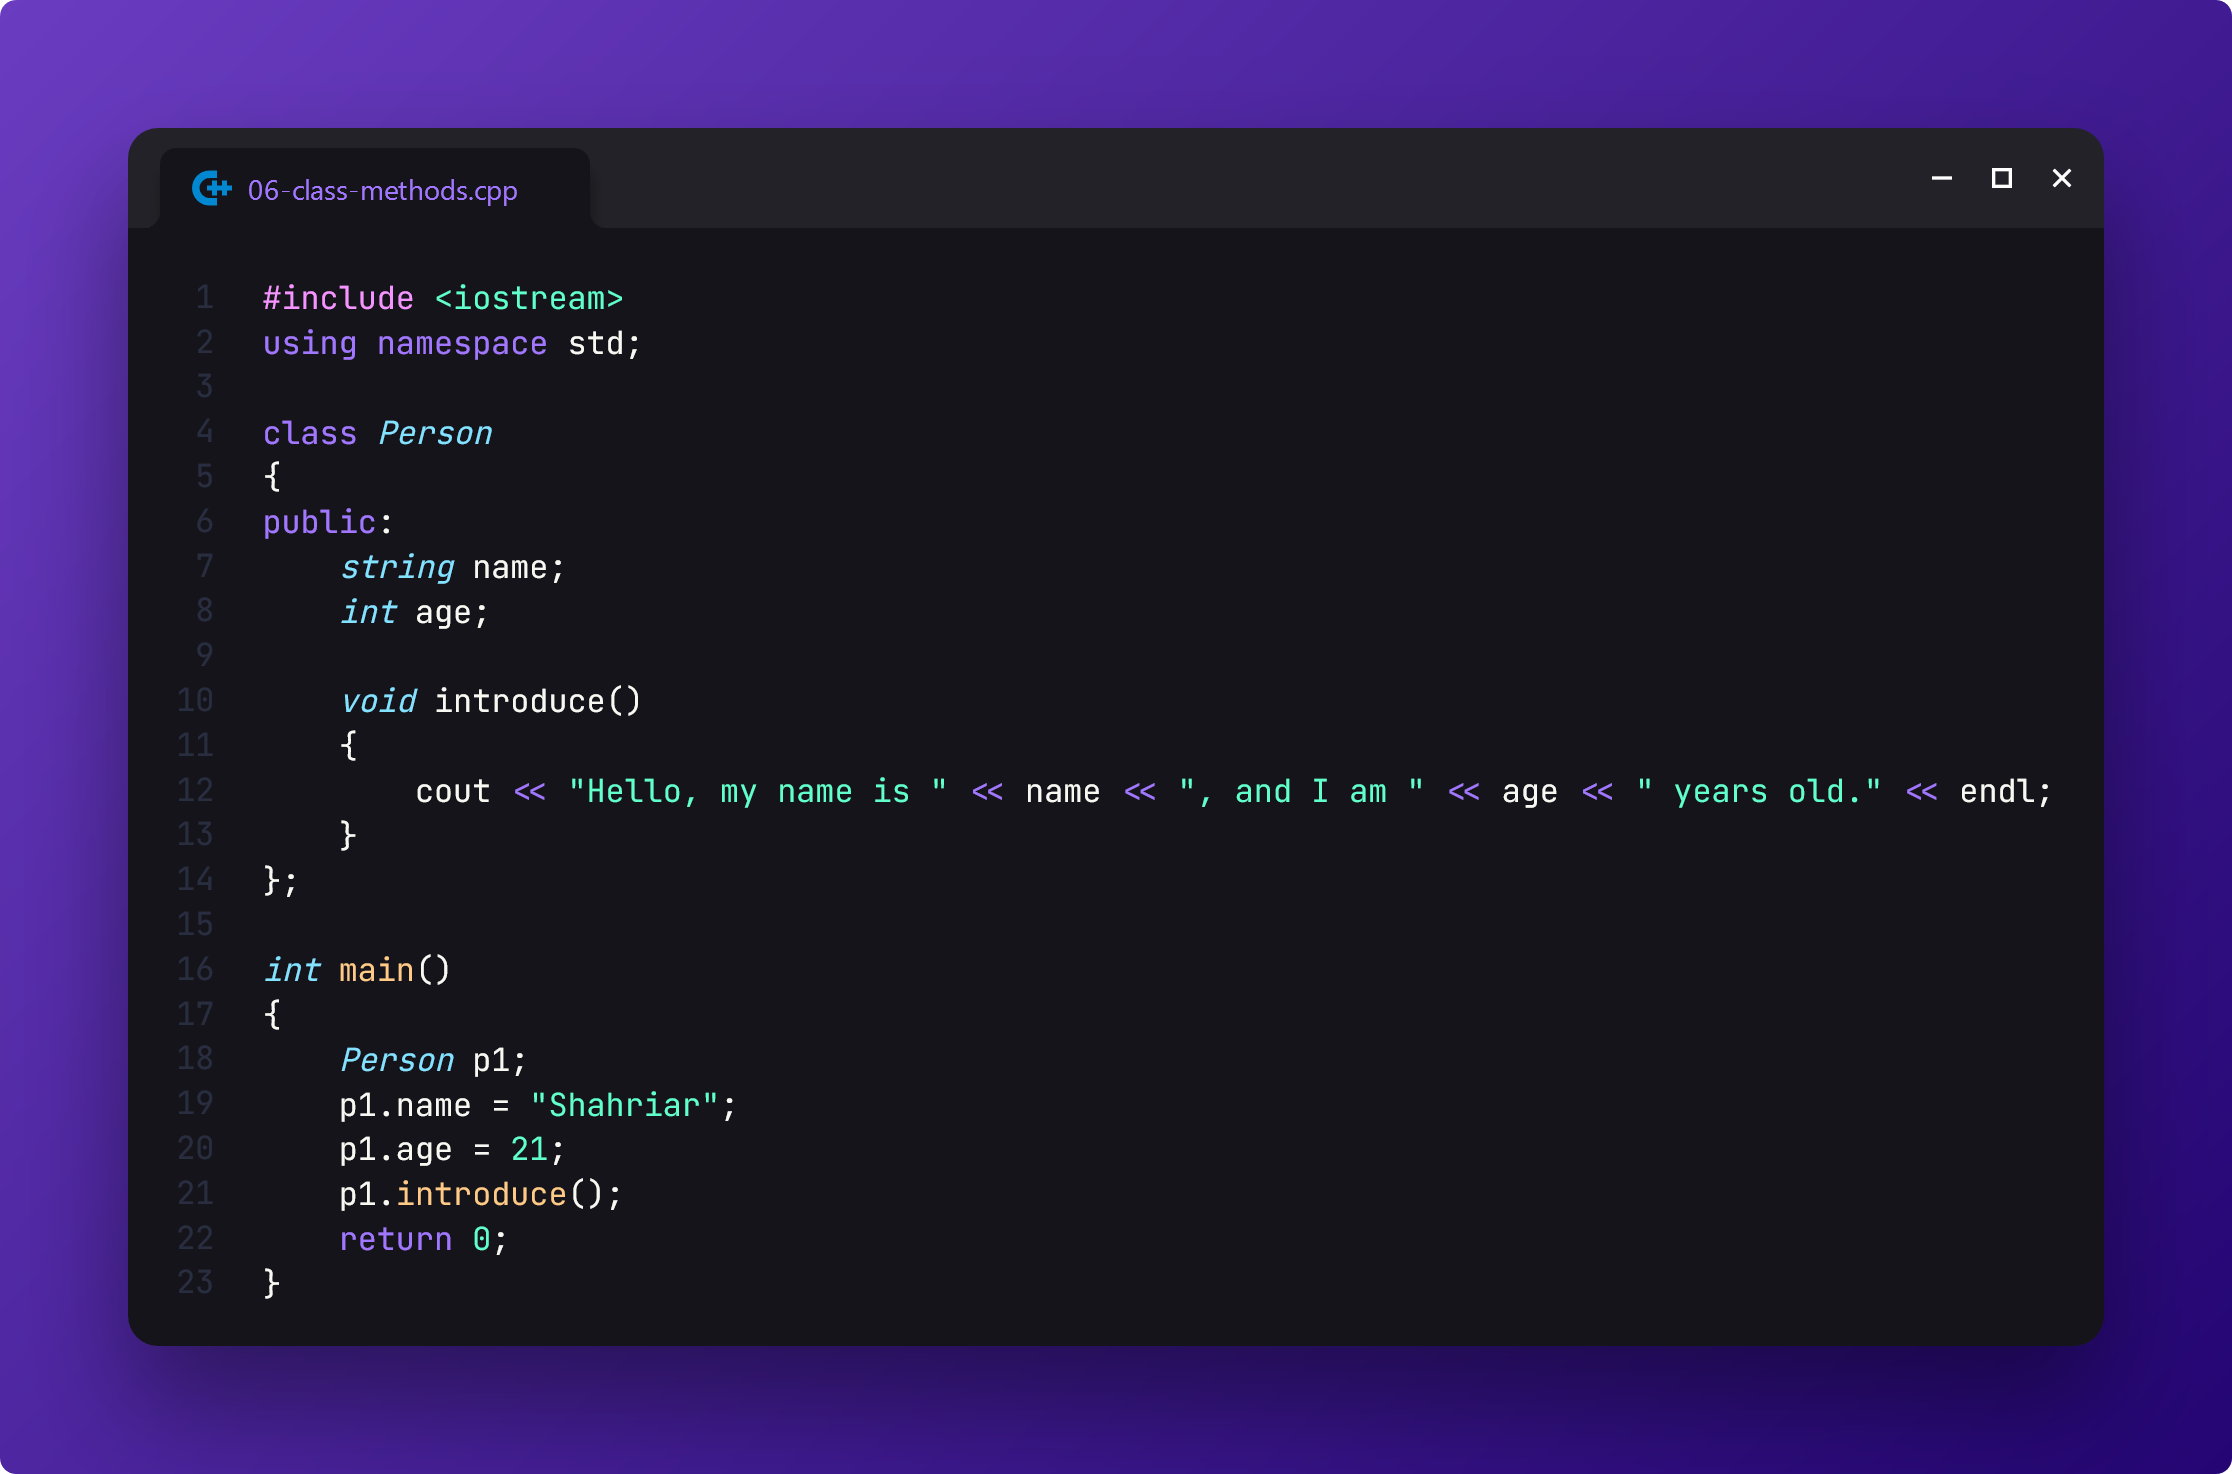 06-class-methods.cpp
1 #include <iostream>
2 using namespace std;
3
4 class Person
5 {
6 public:
7     string name;
8     int age;
9
10     void introduce()
11     {
12         cout << "Hello, my name is " << name << ", and I am " << age << " years old." << endl;
13     }
14 };
15
16 int main()
17 {
18     Person p1;
19     p1.name = "Shahriar";
20     p1.age = 21;
21     p1.introduce();
22     return 0;
23 }